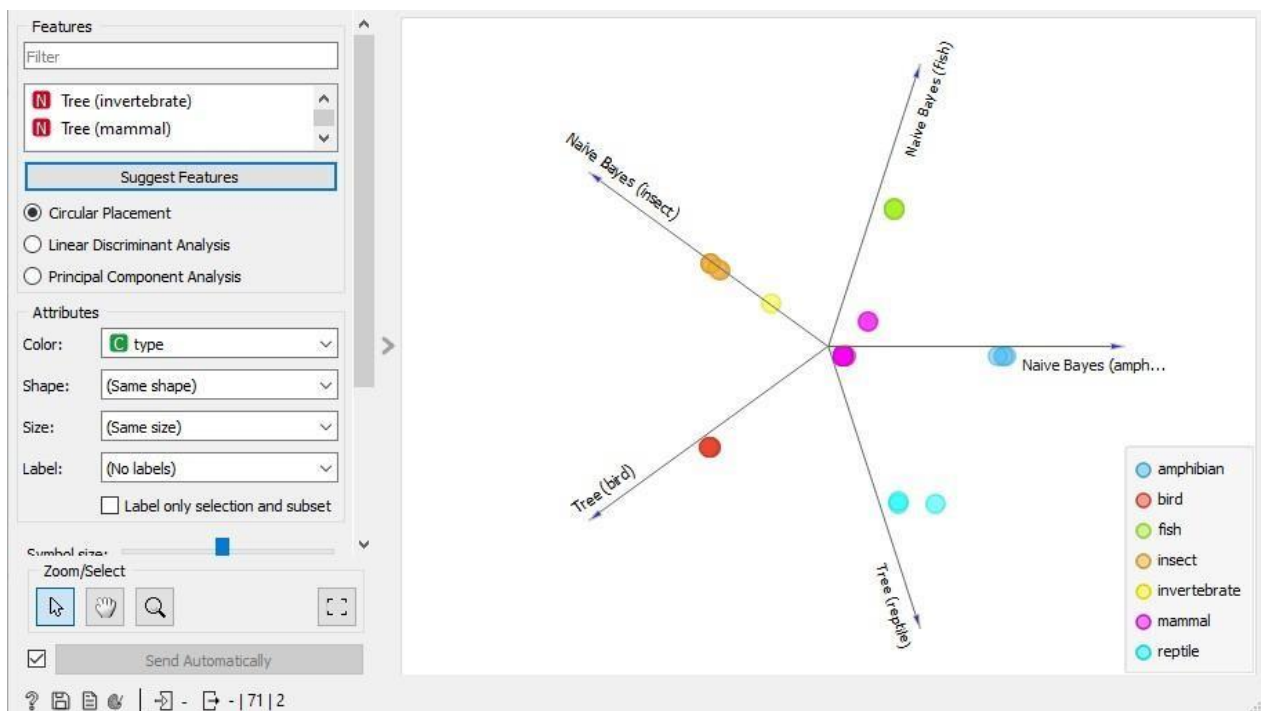 Features
Filter
N Tree (invertebrate)
N Tree (mammal)
Suggest Features
Circular Placement
Linear Discriminant Analysis
Principal Component Analysis
Attributes
Color: C type
Shape: (Same shape)
Size: (Same size)
Label: (No labels)
Label only selection and subset
Symbol size:
Zoom/Select
Send Automatically
? - - | 71 | 2
Naive Bayes (fish)
Naive Bayes (insect)
Naive Bayes (amph...
Tree (bird)
Tree (reptile)
amphibian
bird
fish
insect
invertebrate
mammal
reptile